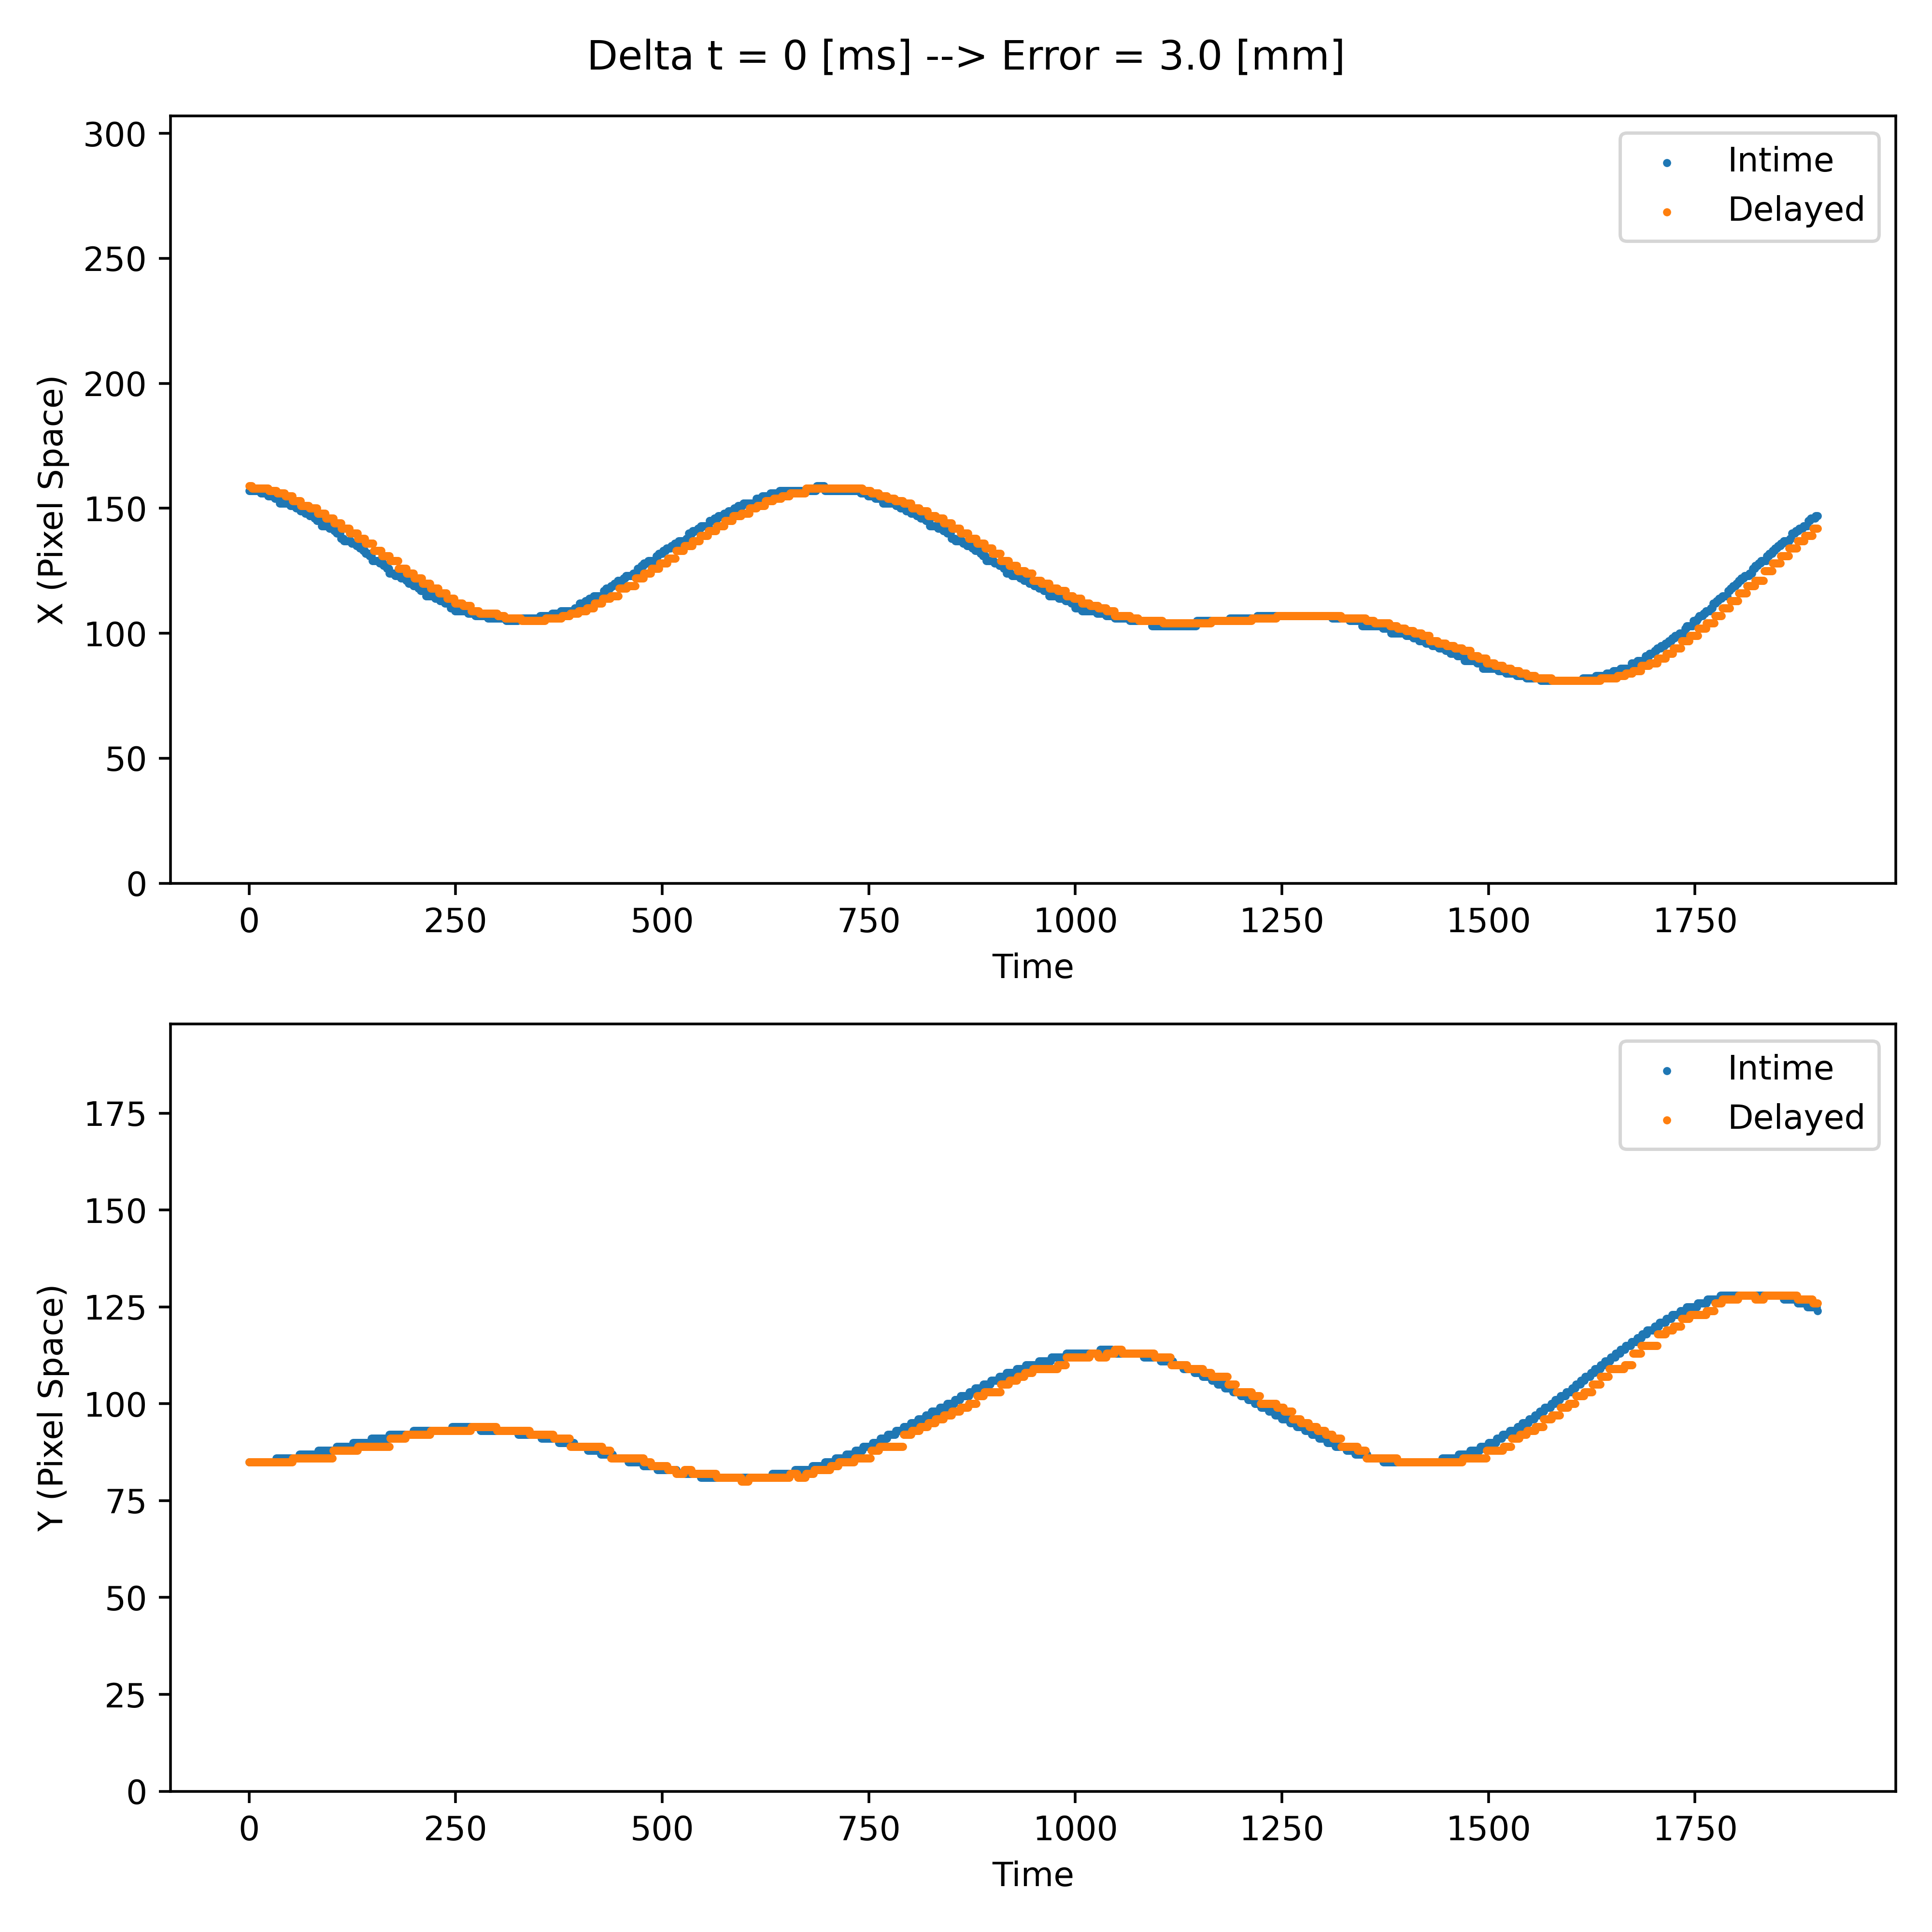 Delta t = 0 [ms] --> Error = 3.0 [mm]
300
250
200
150
100
50
0
X (Pixel Space)
Intime
Delayed
0 250 500 750 1000 1250 1500 1750
Time
175
150
125
100
75
50
25
0
Y (Pixel Space)
Intime
Delayed
0 250 500 750 1000 1250 1500 1750
Time